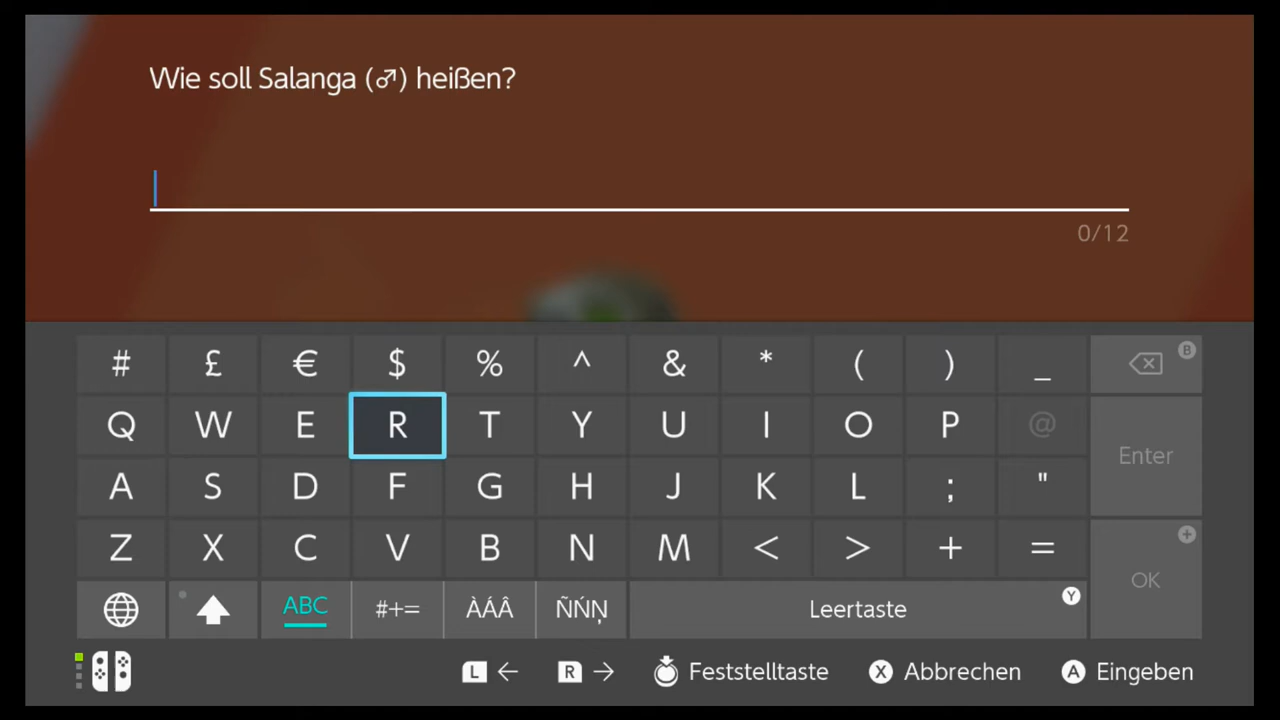 Wie soll Salanga (♂) heißen?
0/12
# £ € $ % ^ & * ( ) _ B
Q W E R T Y U I O P @ Enter
A S D F G H J K L ; "
Z X C V B N M < > + = OK
ABC #+= ÀÁÂ ÑŃŅ Leertaste Y
L ← R → Feststelltaste X Abbrechen A Eingeben